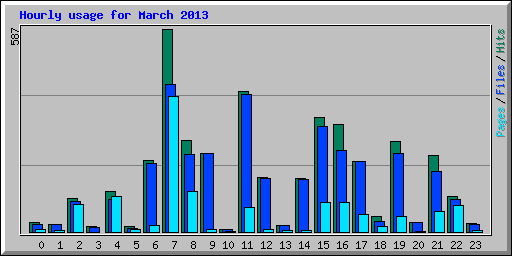 Hourly usage for March 2013
587
Pages / Files / Hits
0 1 2 3 4 5 6 7 8 9 10 11 12 13 14 15 16 17 18 19 20 21 22 23